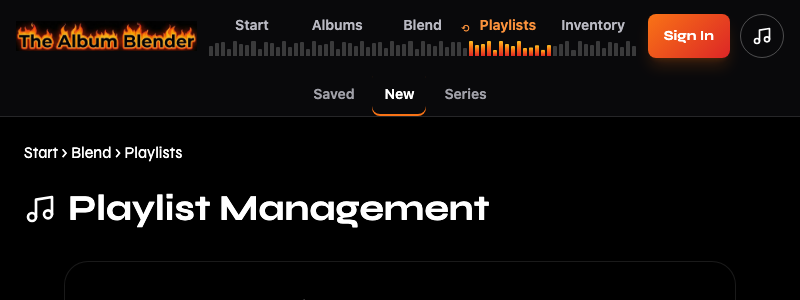 The Album Blender
Start
Albums
Blend
Playlists
Inventory
Sign In
Saved
New
Series
Start > Blend > Playlists
Playlist Management